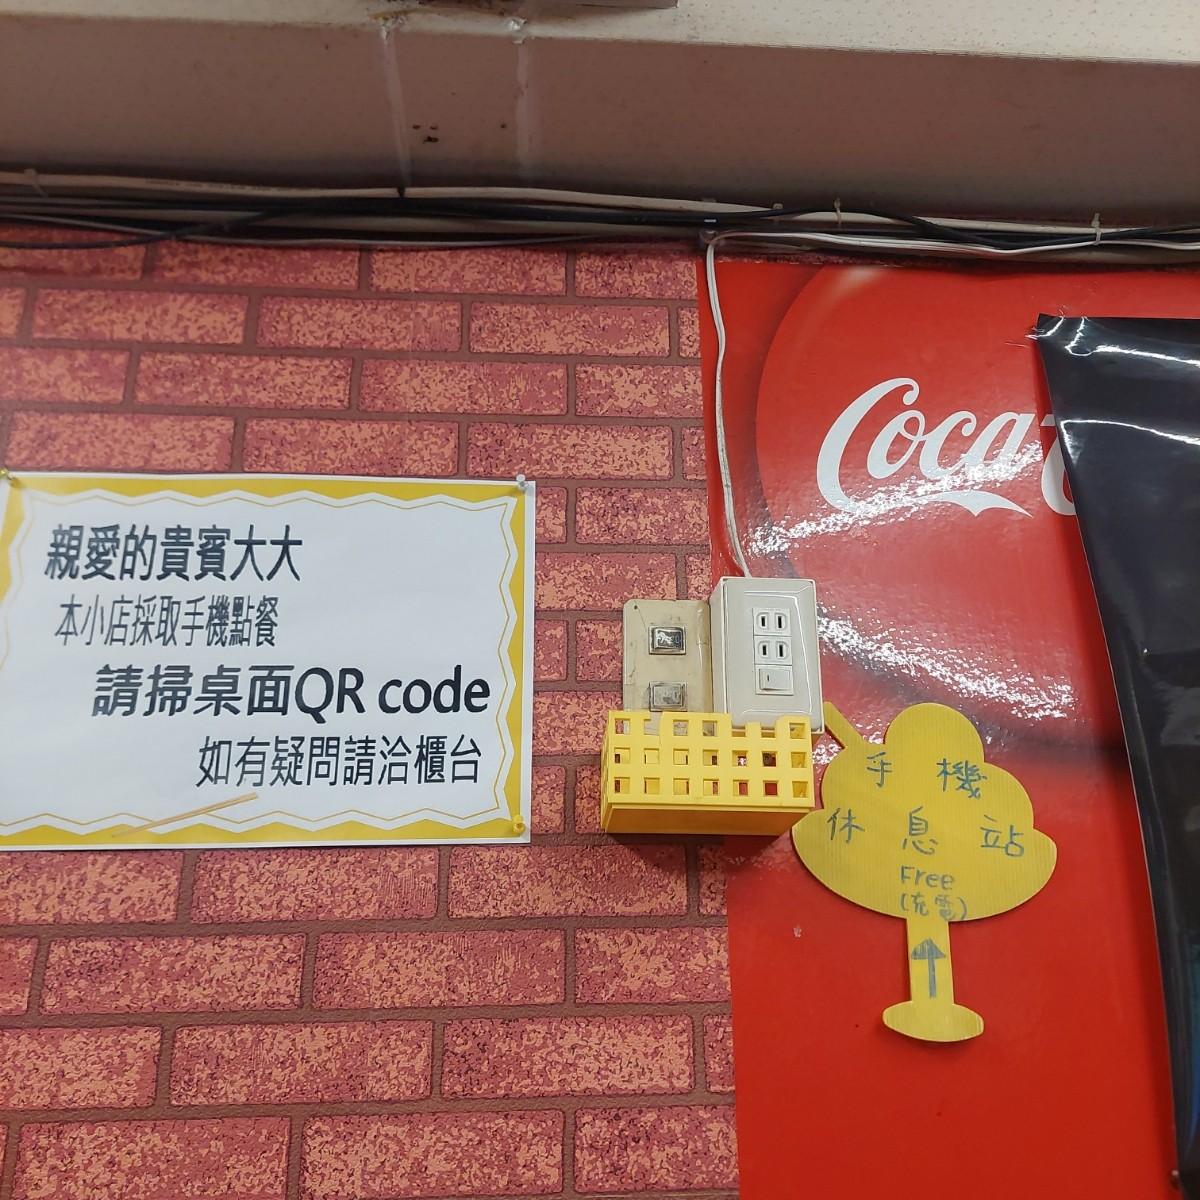 親愛的貴賓大大
本小店採取手機點餐
請掃桌面QR code
如有疑問請洽櫃台
Coca
手機
休息站
Free
(充電)